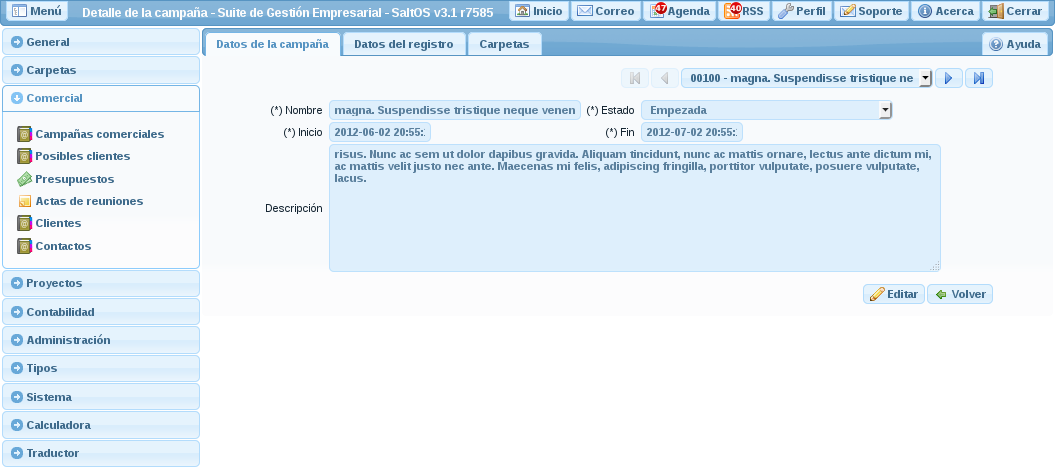 Menú Detalle de la campaña - Suite de Gestión Empresarial - SaltOS v3.1 r7585 Inicio Correo 47 Agenda 40 RSS Perfil Soporte Acerca Cerrar
General
Carpetas
Comercial
Campañas comerciales
Posibles clientes
Presupuestos
Actas de reuniones
Clientes
Contactos
Proyectos
Contabilidad
Administración
Tipos
Sistema
Calculadora
Traductor
Datos de la campaña Datos del registro Carpetas Ayuda
00100 - magna. Suspendisse tristique ne
(*) Nombre magna. Suspendisse tristique neque venen (*) Estado Empezada
(*) Inicio 2012-06-02 20:55: (*) Fin 2012-07-02 20:55:
Descripción
risus. Nunc ac sem ut dolor dapibus gravida. Aliquam tincidunt, nunc ac mattis ornare, lectus ante dictum mi,
ac mattis velit justo nec ante. Maecenas mi felis, adipiscing fringilla, porttitor vulputate, posuere vulputate,
lacus.
Editar Volver